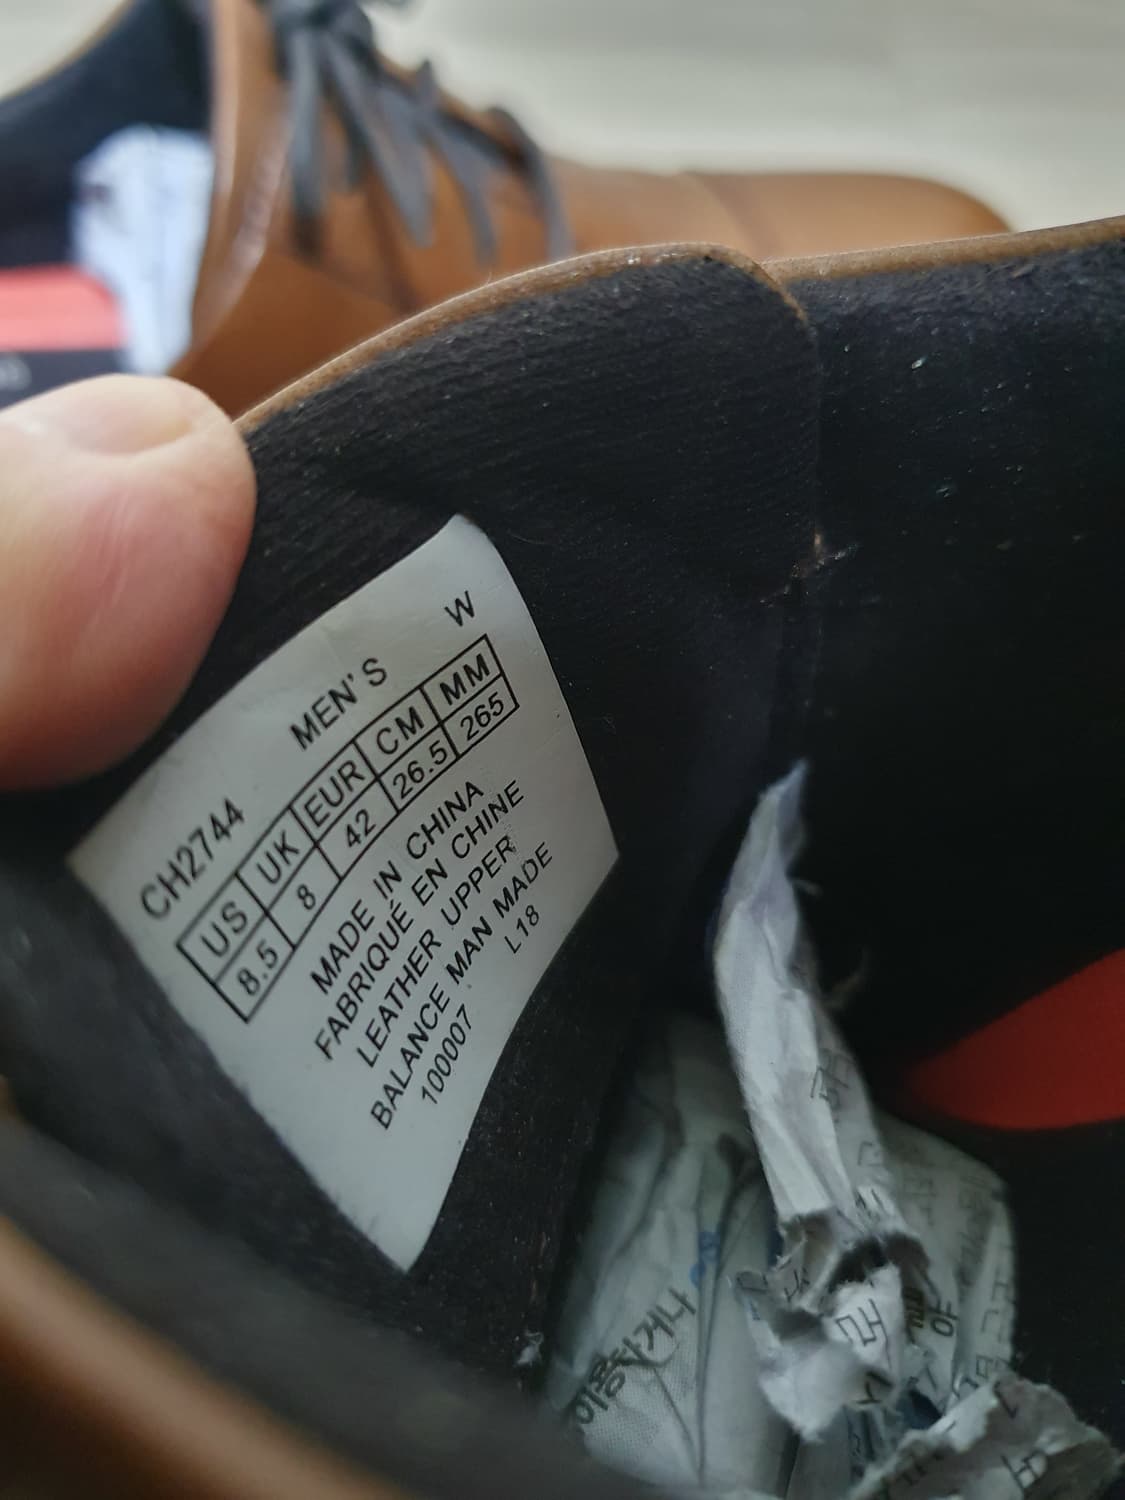 MEN'S W
CH2744
US UK EUR CM MM
8.5 8 42 26.5 265
MADE IN CHINA
FABRIQUÉ EN CHINE
LEATHER UPPER
BALANCE MAN MADE
100007 L18